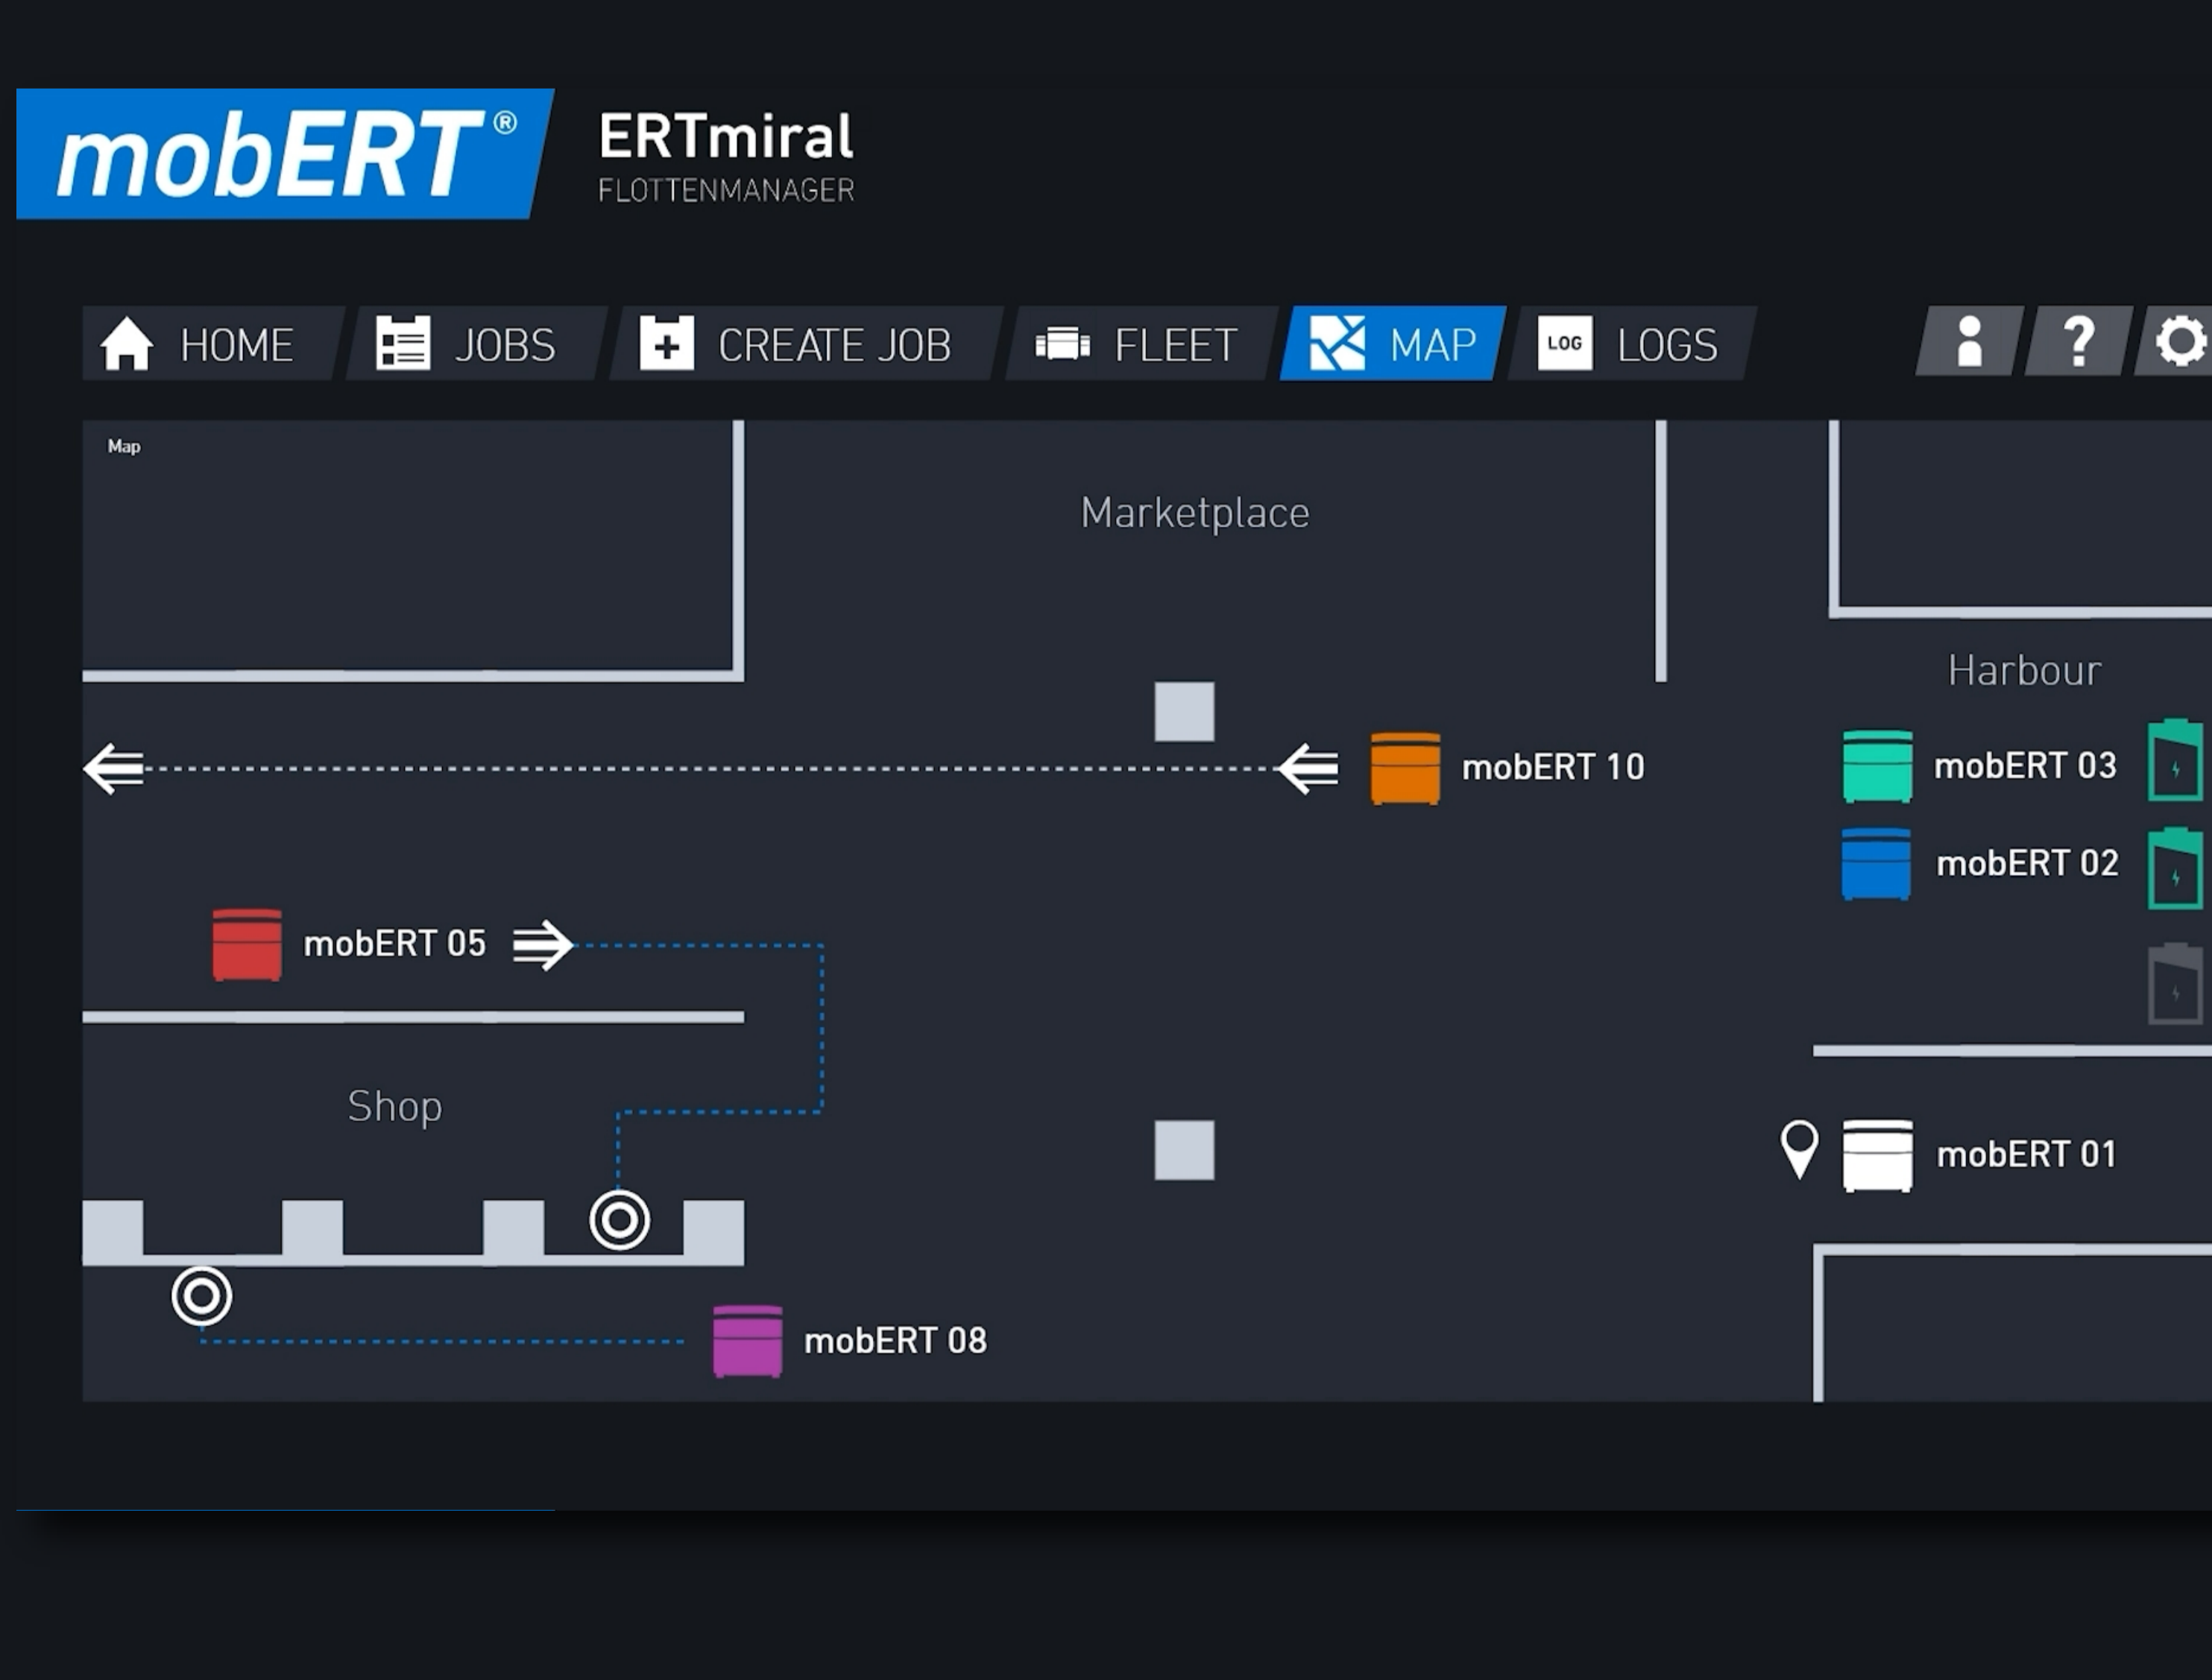 mobERT®
ERTmiral
FLOTTENMANAGER
HOME
JOBS
CREATE JOB
FLEET
MAP
LOG
LOGS
?
Map
Marketplace
Harbour
mobERT 10
mobERT 03
mobERT 02
mobERT 05
Shop
mobERT 01
mobERT 08